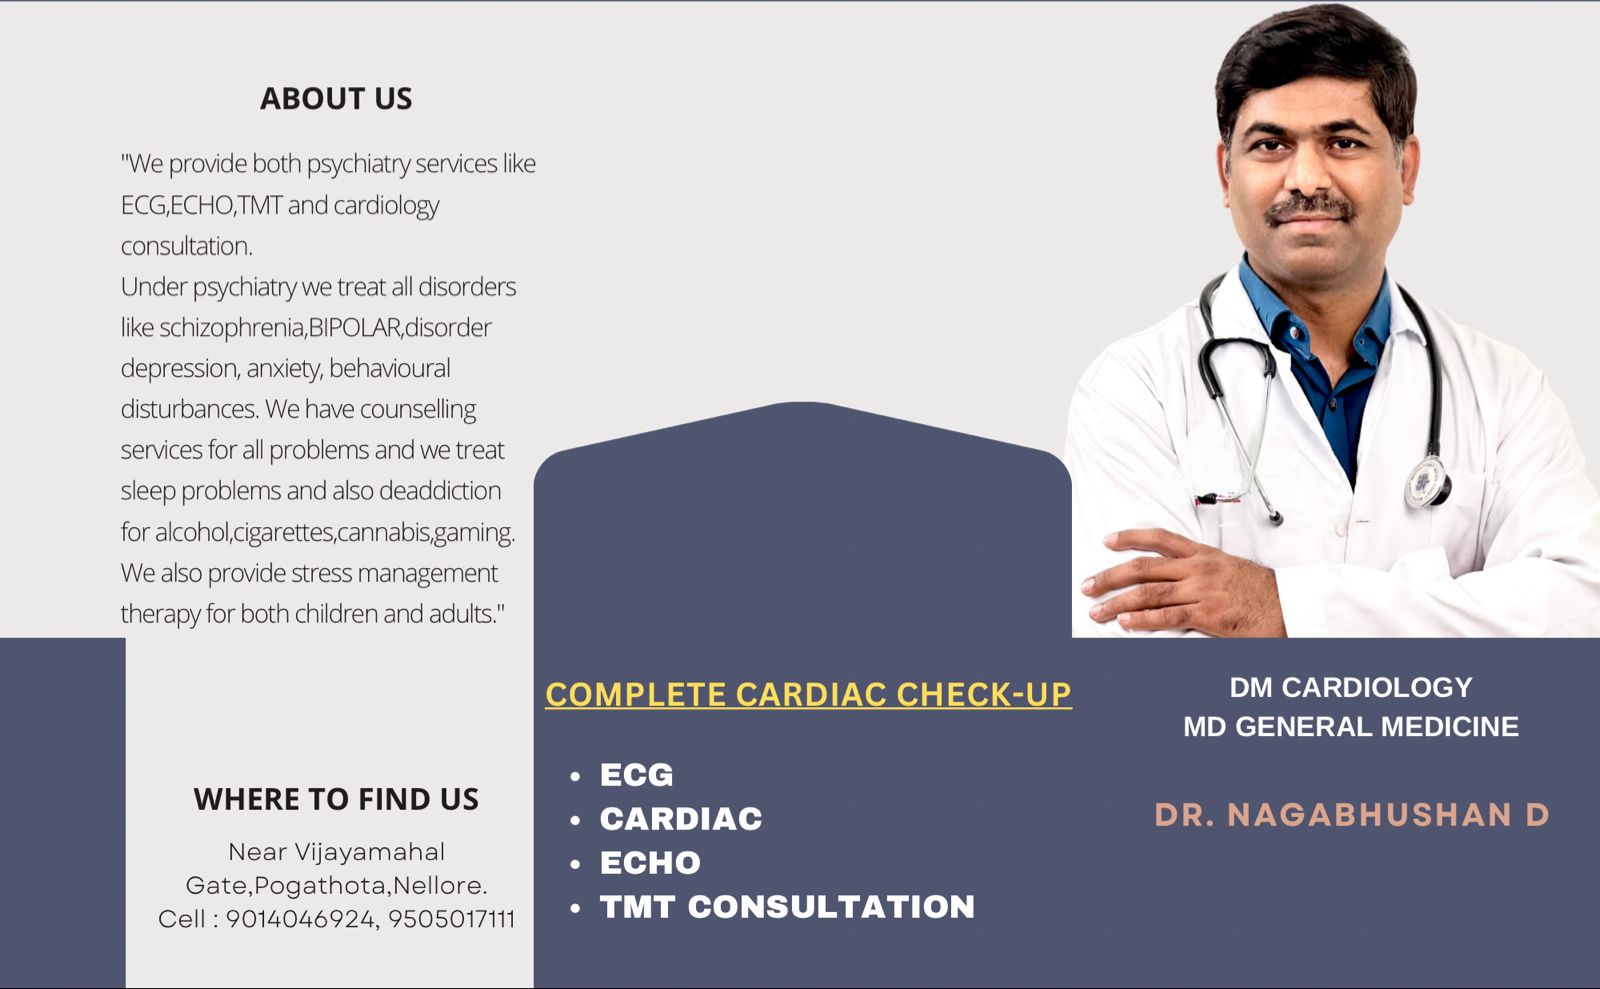 ABOUT US
"We provide both psychiatry services like
ECG,ECHO,TMT and cardiology
consultation.
Under psychiatry we treat all disorders
like schizophrenia,BIPOLAR,disorder
depression, anxiety, behavioural
disturbances. We have counselling
services for all problems and we treat
sleep problems and also deaddiction
for alcohol,cigarettes,cannabis,gaming.
We also provide stress management
therapy for both children and adults."
WHERE TO FIND US
Near Vijayamahal
Gate,Pogathota,Nellore.
Cell : 9014046924, 9505017111
COMPLETE CARDIAC CHECK-UP
• ECG
• CARDIAC
• ECHO
• TMT CONSULTATION
DM CARDIOLOGY
MD GENERAL MEDICINE
DR. NAGABHUSHAN D